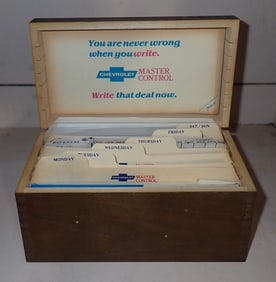 You are never wrong
when you write.
CHEVROLET MASTER
CONTROL
Write that deal now.
SAT / SUN
FRIDAY
THURSDAY
WEDNESDAY
MONDAY
CHEVROLET MASTER
CONTROL